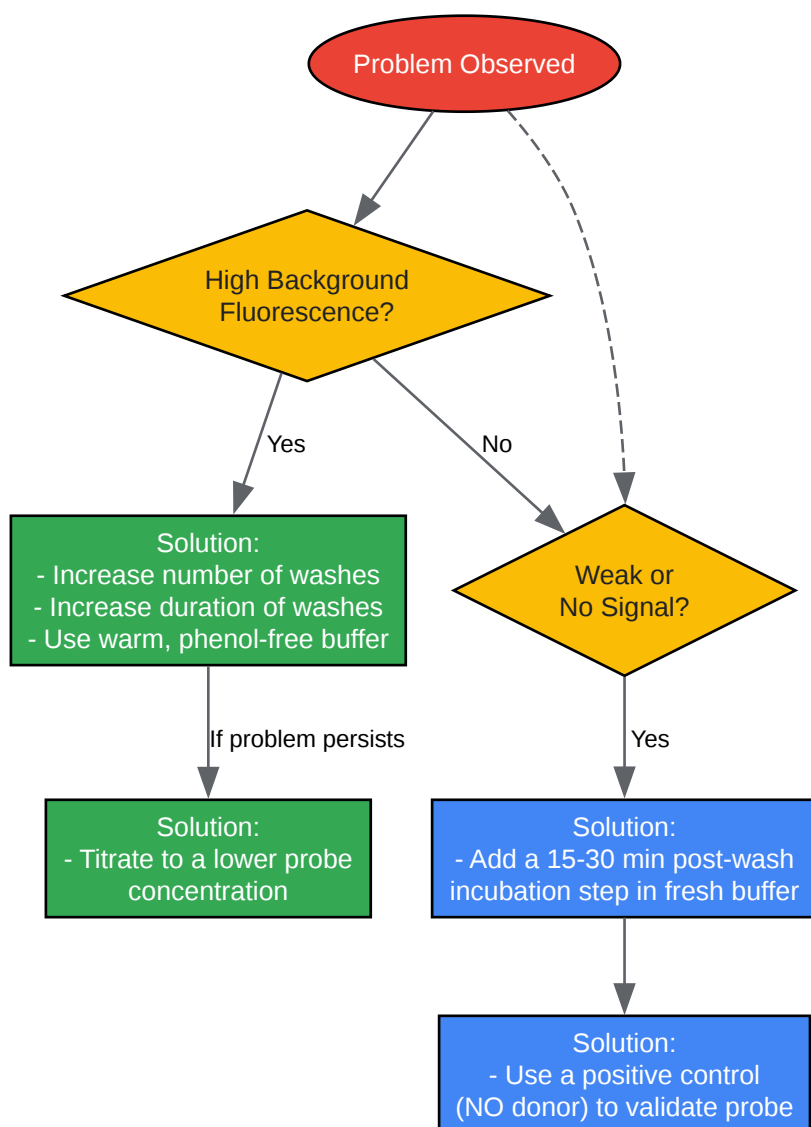 Problem Observed
High Background
Fluorescence?
Yes
No
Solution:
- Increase number of washes
- Increase duration of washes
- Use warm, phenol-free buffer
Weak or
No Signal?
If problem persists
Yes
Solution:
- Titrate to a lower probe
concentration
Solution:
- Add a 15-30 min post-wash
incubation step in fresh buffer
Solution:
- Use a positive control
(NO donor) to validate probe